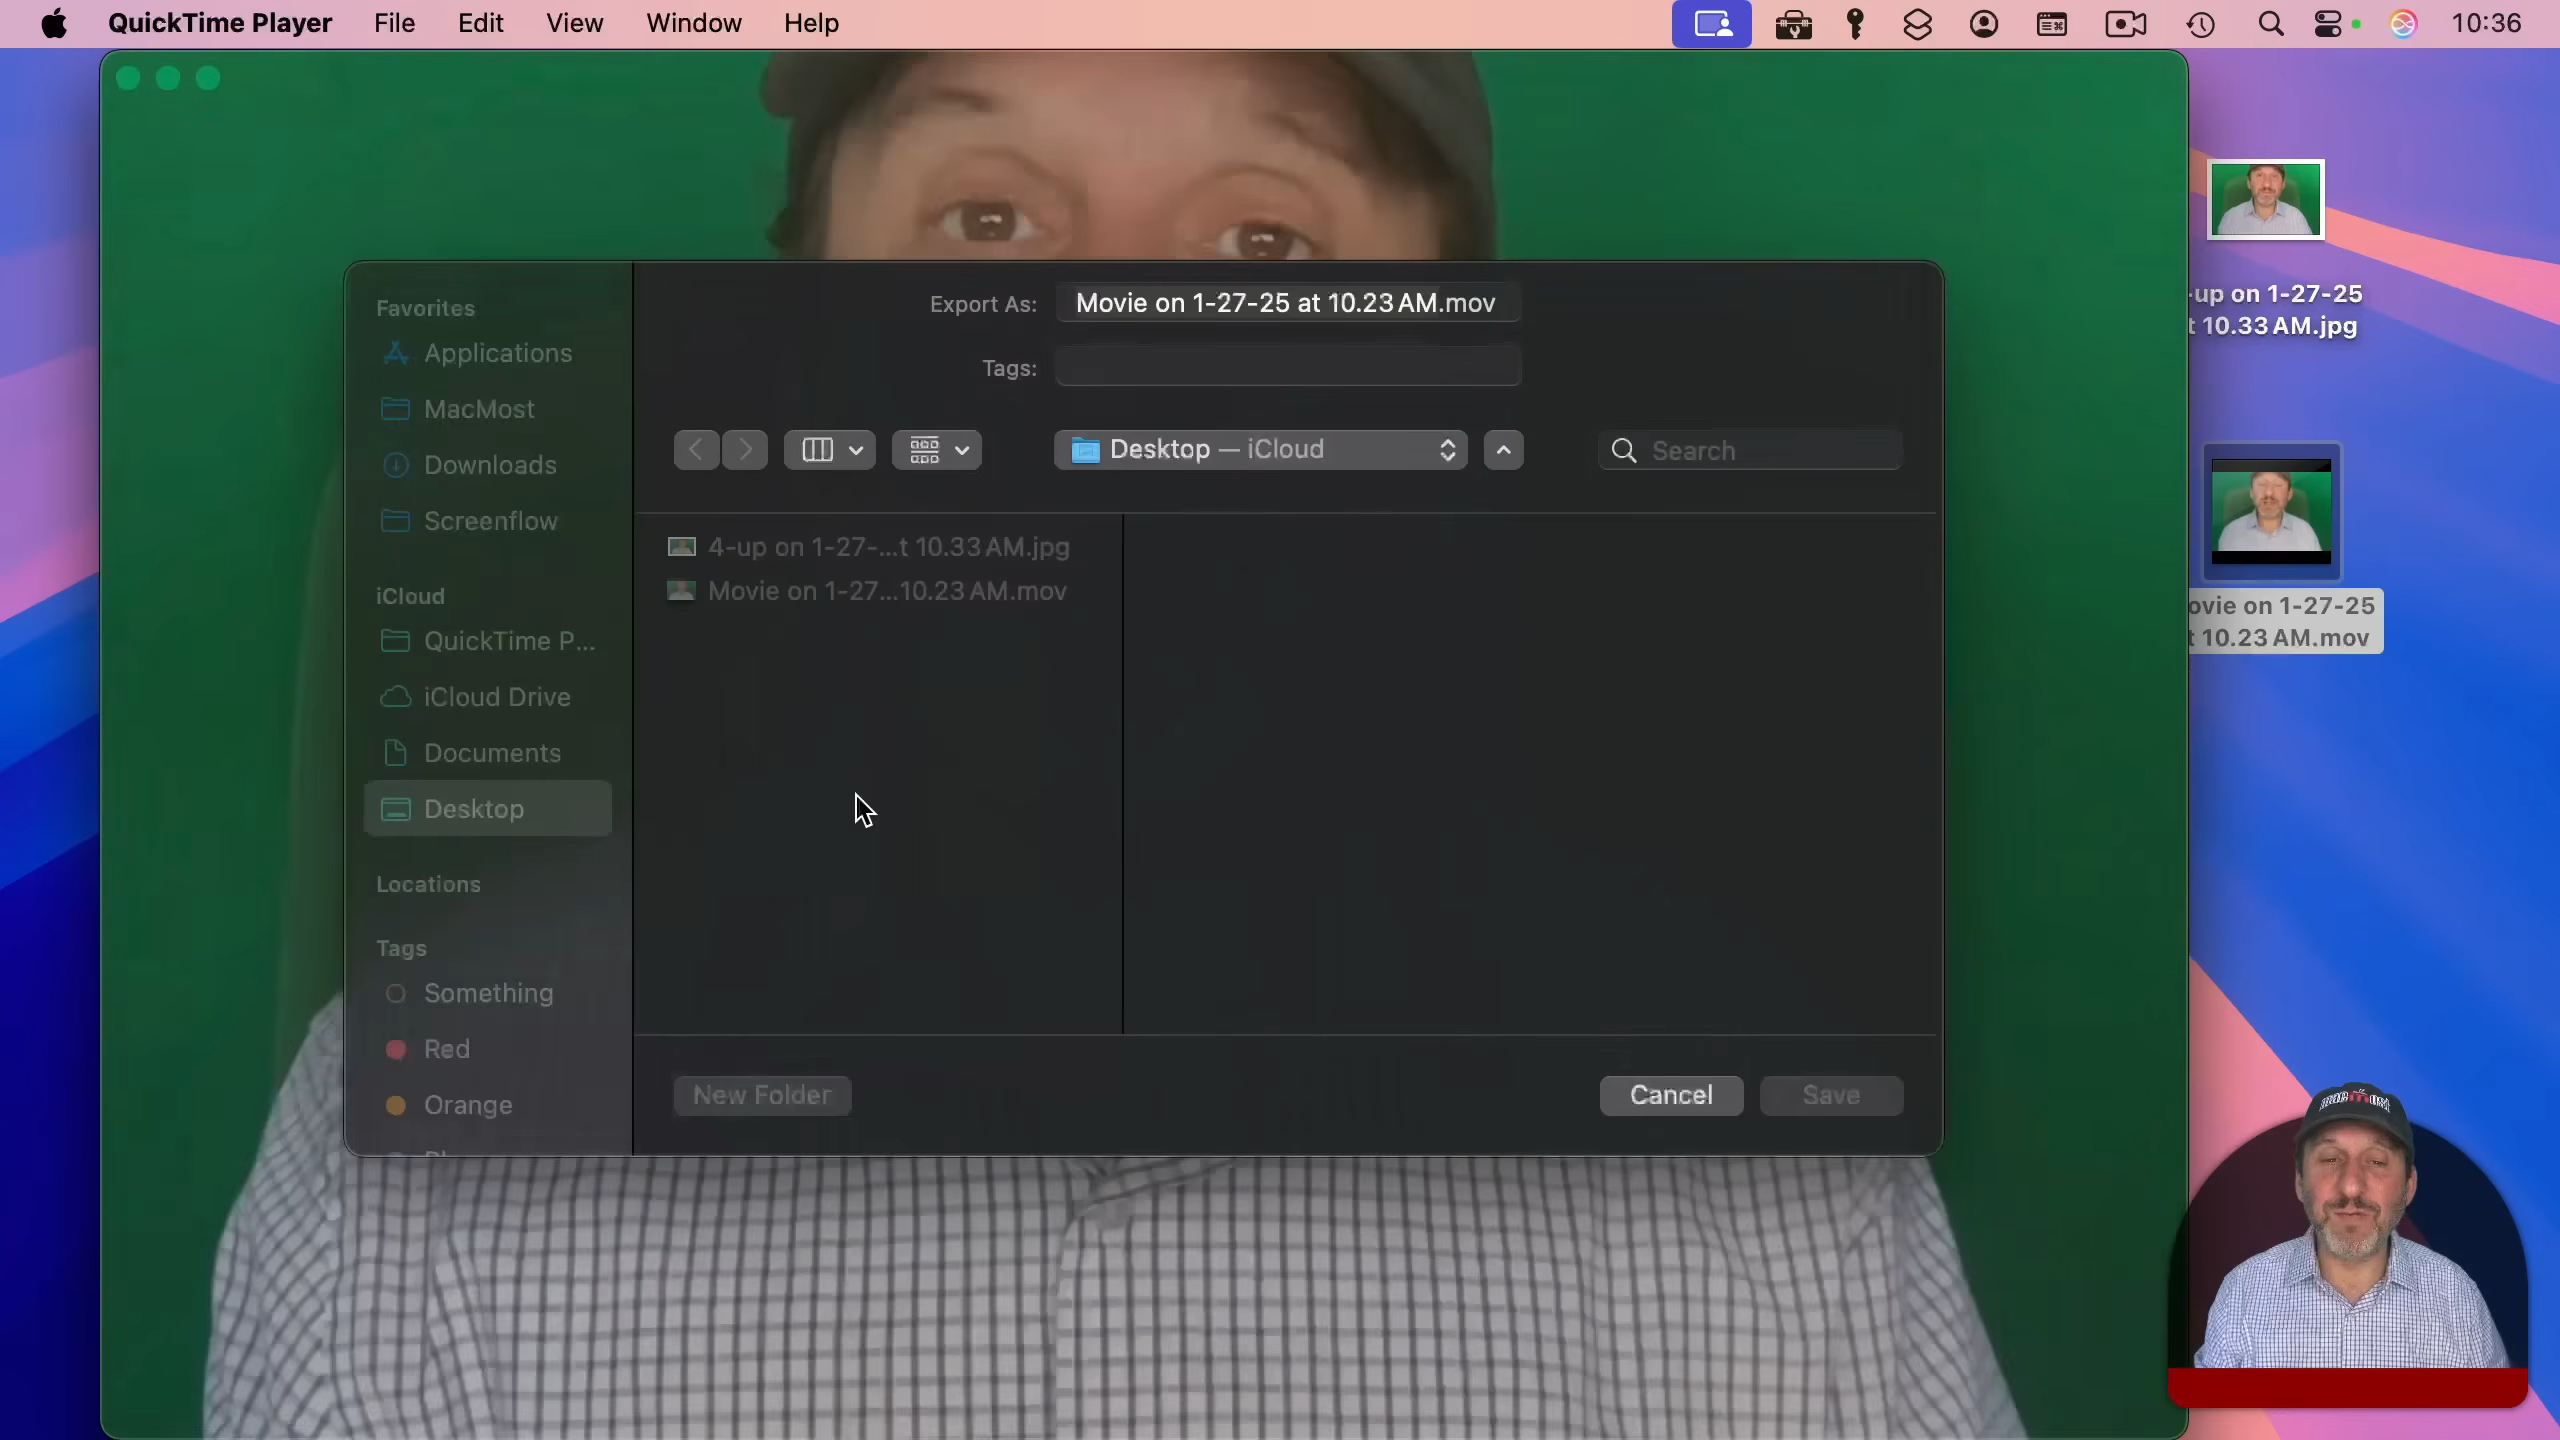 QuickTime Player File Edit View Window Help 10:36
Favorites
Applications
MacMost
Downloads
Screenflow
iCloud
QuickTime P...
iCloud Drive
Documents
Desktop
Locations
Tags
Something
Red
Orange
Export As: Movie on 1-27-25 at 10.23 AM.mov
Tags:
Desktop — iCloud
Search
4-up on 1-27-...t 10.33 AM.jpg
Movie on 1-27...10.23 AM.mov
New Folder
Cancel
Save
-up on 1-27-25
t 10.33 AM.jpg
ovie on 1-27-25
t 10.23 AM.mov